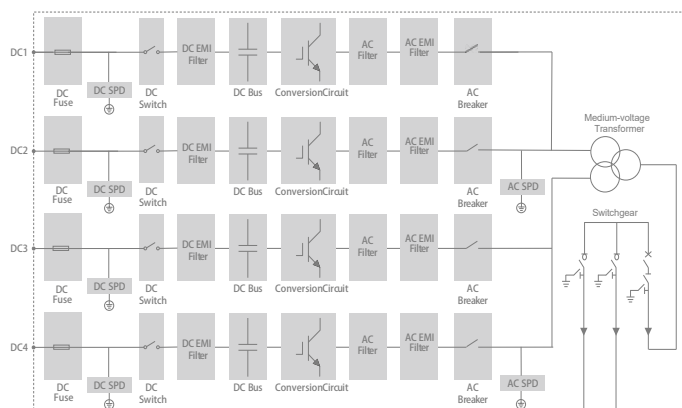 DC1
DC
Fuse
DC SPD
DC
Switch
DC EMI
Filter
DC Bus
ConversionCircuit
AC
Filter
AC EMI
Filter
AC
Breaker
Medium-voltage
Transformer
DC2
DC
Fuse
DC SPD
DC
Switch
DC EMI
Filter
DC Bus
ConversionCircuit
AC
Filter
AC EMI
Filter
AC
Breaker
AC SPD
Switchgear
DC3
DC
Fuse
DC SPD
DC
Switch
DC EMI
Filter
DC Bus
ConversionCircuit
AC
Filter
AC EMI
Filter
AC
Breaker
DC4
DC
Fuse
DC SPD
DC
Switch
DC EMI
Filter
DC Bus
ConversionCircuit
AC
Filter
AC EMI
Filter
AC
Breaker
AC SPD